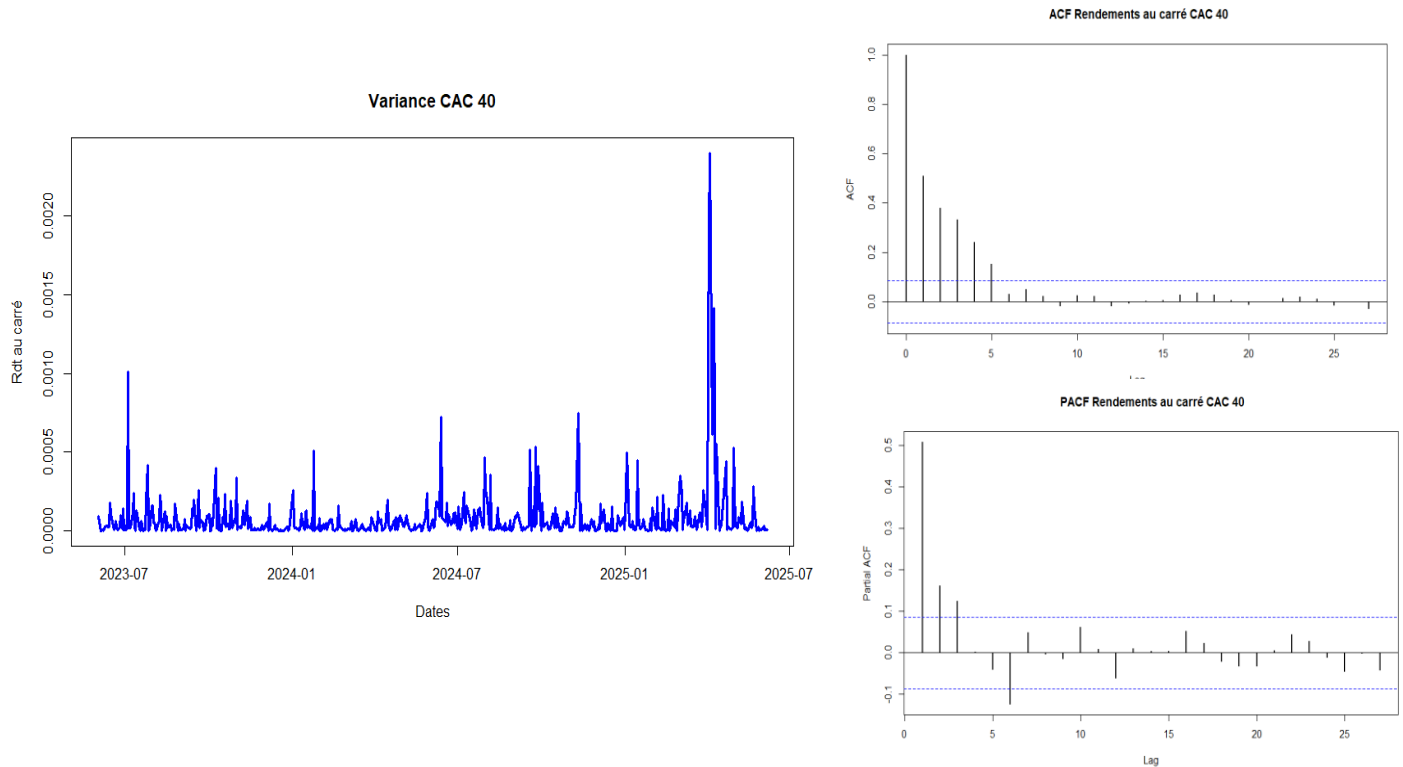 Variance CAC 40
Rdt au carré
0.0000 0.0005 0.0010 0.0015 0.0020
2023-07 2024-01 2024-07 2025-01 2025-07
Dates
ACF Rendements au carré CAC 40
ACF
0.0 0.2 0.4 0.6 0.8 1.0
0 5 10 15 20 25
PACF Rendements au carré CAC 40
Partial ACF
-0.1 0.0 0.1 0.2 0.3 0.4 0.5
0 5 10 15 20 25
Lag